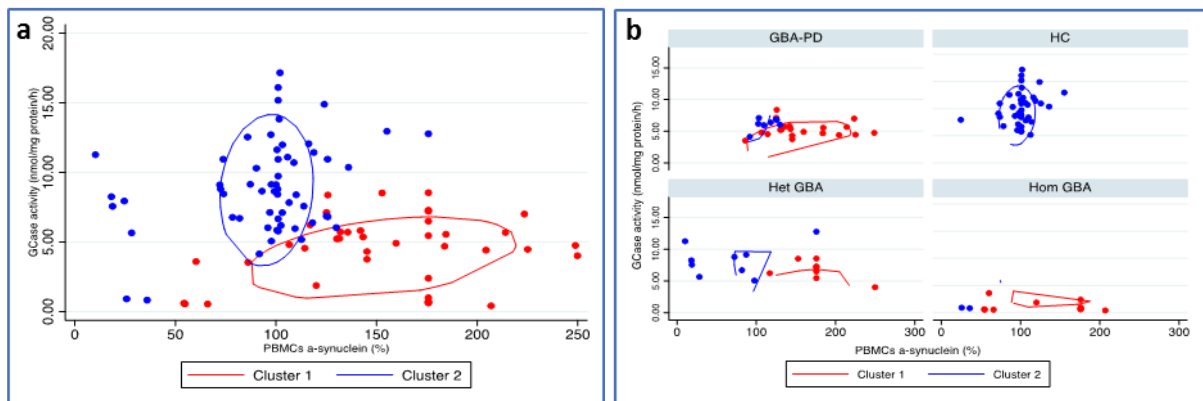 a
GCase activity (nmol/mg protein/h)
20.00
15.00
10.00
5.00
0.00
0 50 100 150 200 250
PBMCs a-synuclein (%)
Cluster 1 Cluster 2
b
GBA-PD HC
GCase activity (nmol/mg protein/h)
15.00
10.00
5.00
0.00
Het GBA Hom GBA
15.00
10.00
5.00
0.00
0 100 200 300 0 100 200 300
PBMCs a-synuclein (%)
Cluster 1 Cluster 2